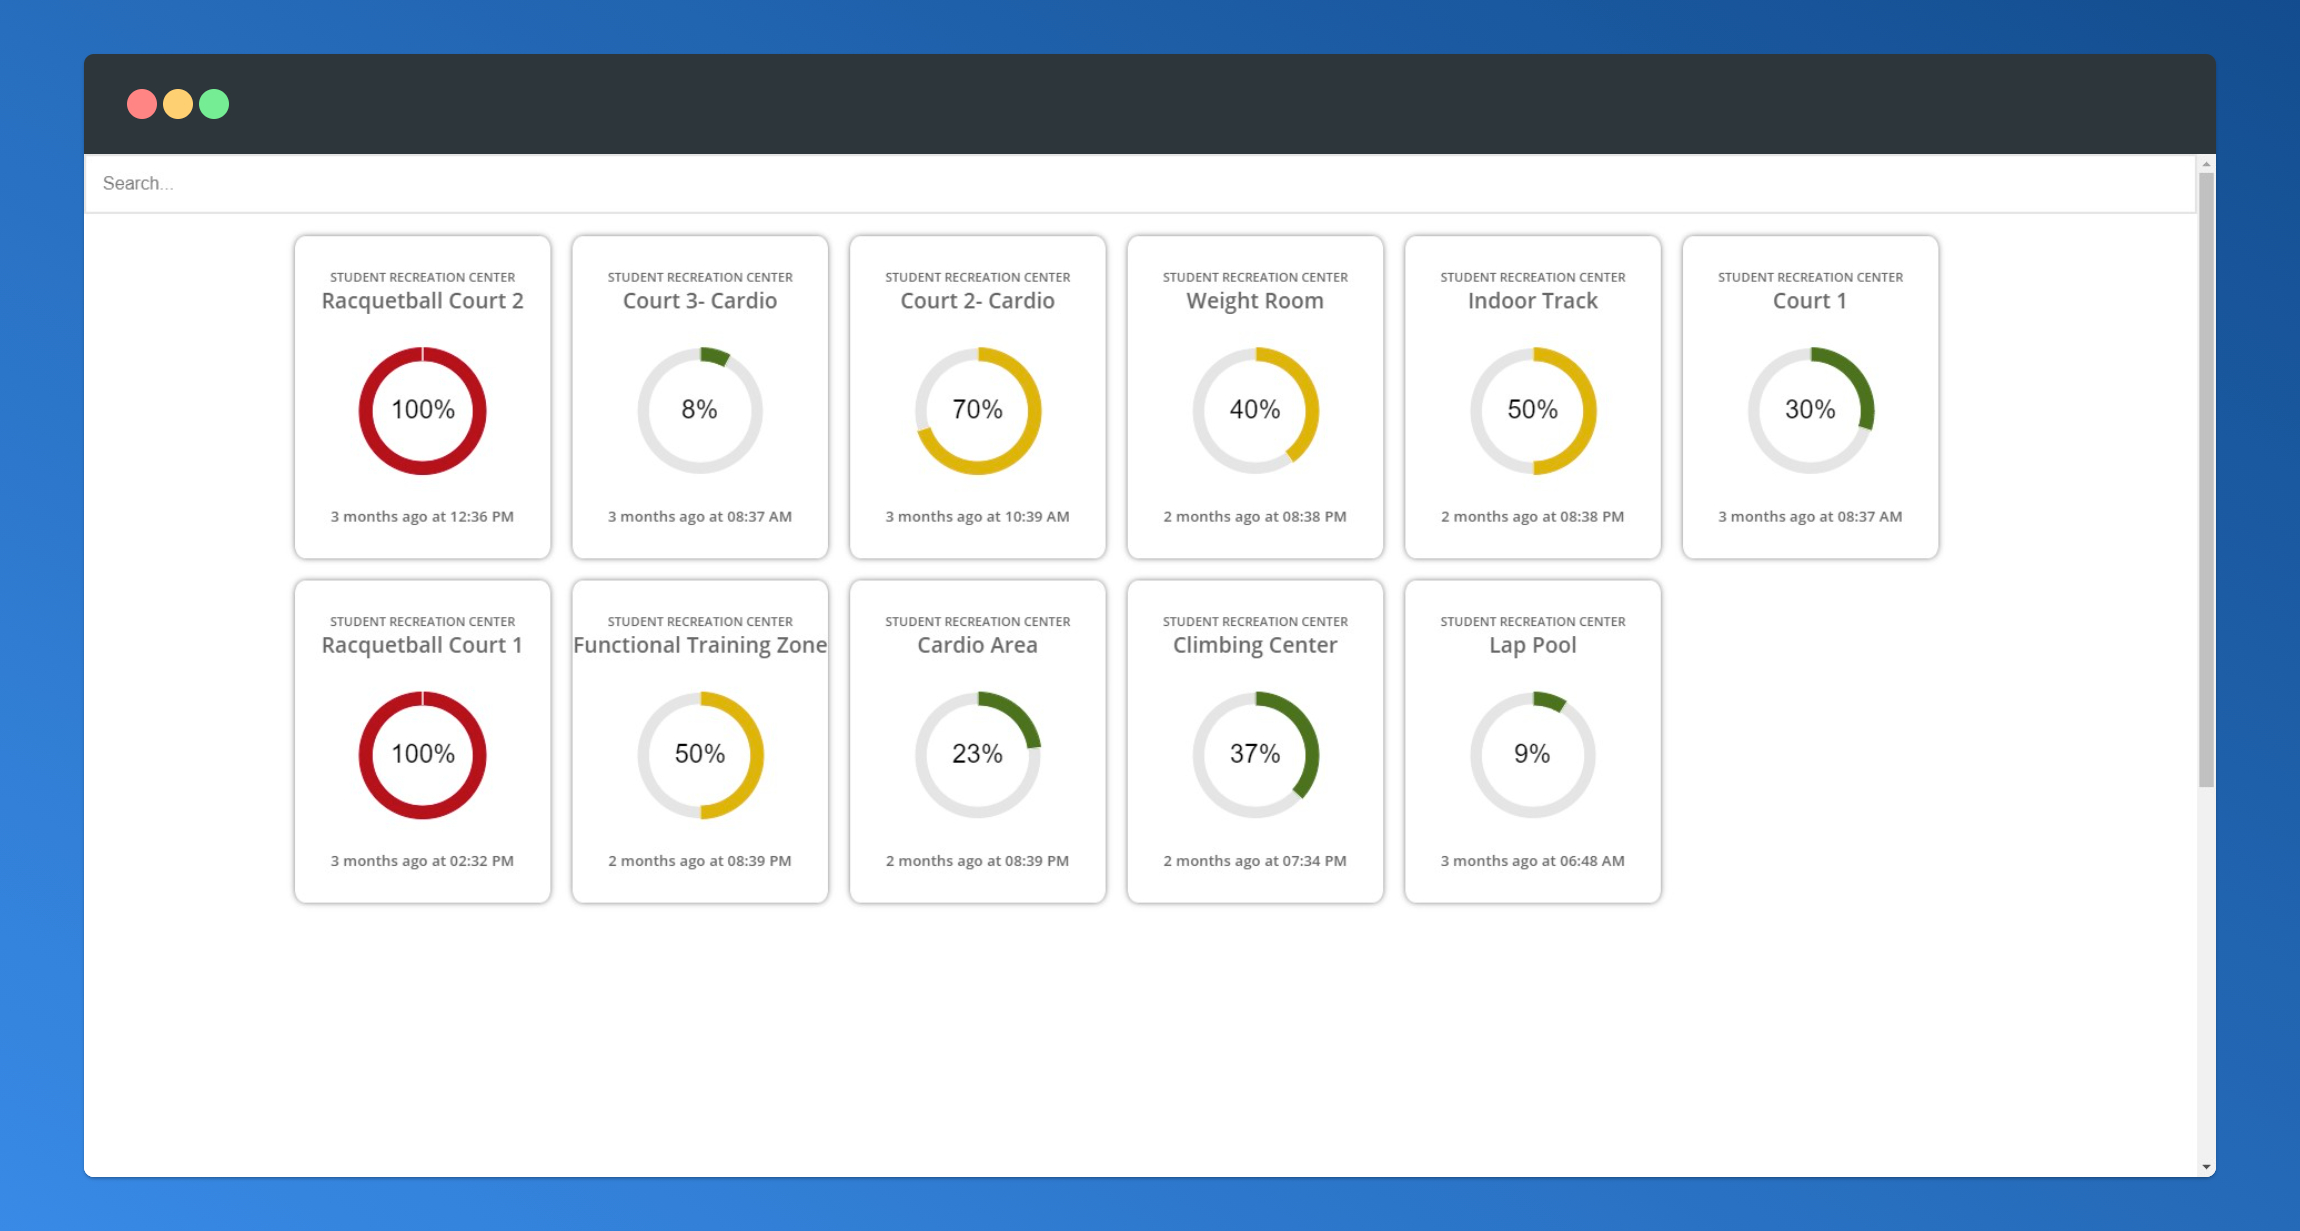 Search...
STUDENT RECREATION CENTER
Racquetball Court 2
100%
3 months ago at 12:36 PM
STUDENT RECREATION CENTER
Court 3- Cardio
8%
3 months ago at 08:37 AM
STUDENT RECREATION CENTER
Court 2- Cardio
70%
3 months ago at 10:39 AM
STUDENT RECREATION CENTER
Weight Room
40%
2 months ago at 08:38 PM
STUDENT RECREATION CENTER
Indoor Track
50%
2 months ago at 08:38 PM
STUDENT RECREATION CENTER
Court 1
30%
3 months ago at 08:37 AM
STUDENT RECREATION CENTER
Racquetball Court 1
100%
3 months ago at 02:32 PM
STUDENT RECREATION CENTER
Functional Training Zone
50%
2 months ago at 08:39 PM
STUDENT RECREATION CENTER
Cardio Area
23%
2 months ago at 08:39 PM
STUDENT RECREATION CENTER
Climbing Center
37%
2 months ago at 07:34 PM
STUDENT RECREATION CENTER
Lap Pool
9%
3 months ago at 06:48 AM